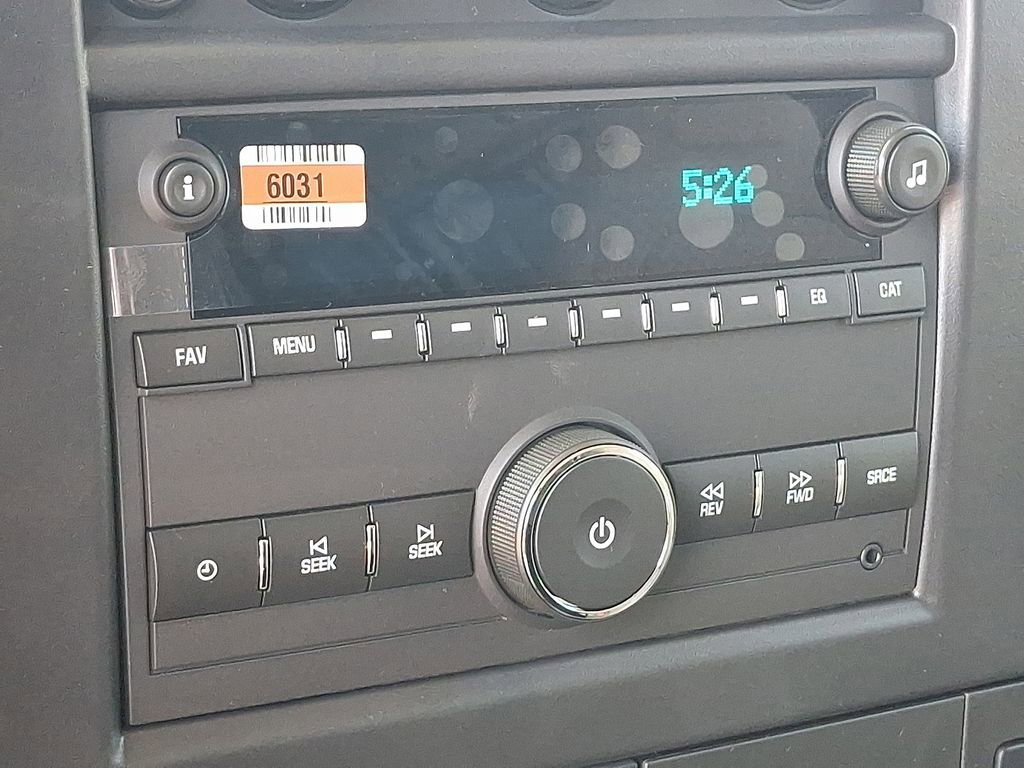 i
6031
5:26
FAV
MENU
EQ
CAT
SEEK
SEEK
REV
FWD
SRCE